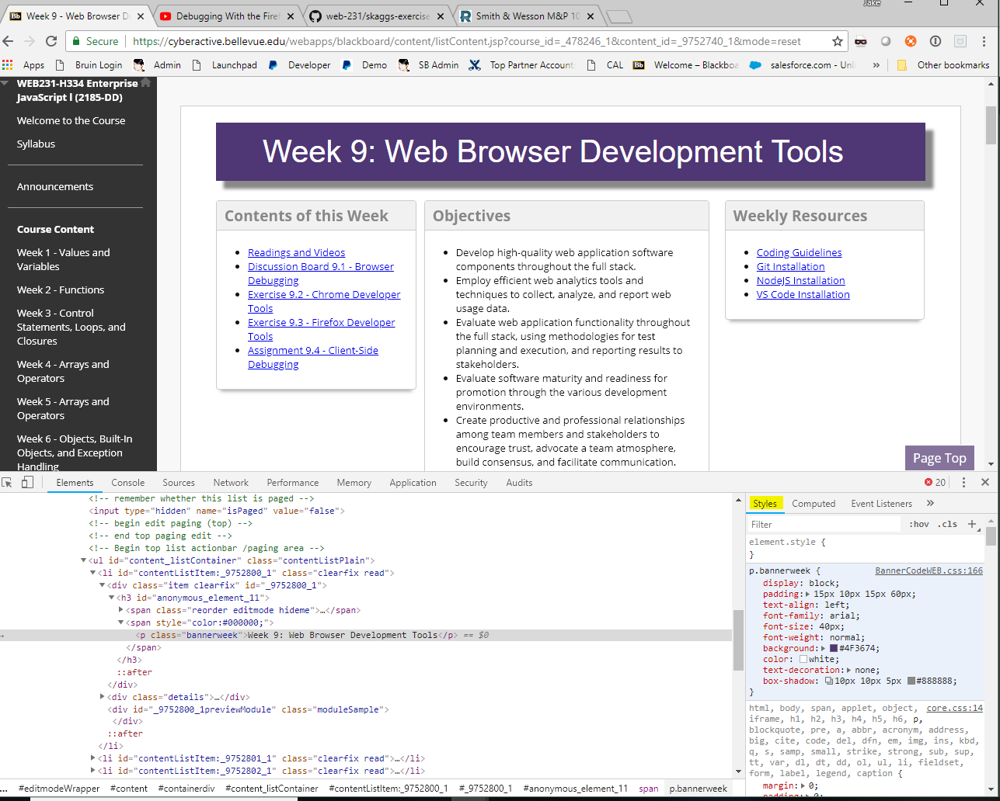 Jake
Week 9 - Web Browser D
Debugging With the Firef
web-231/skaggs-exercise
Smith & Wesson M&P 10
Secure
https://cyberactive.bellevue.edu/webapps/blackboard/content/listContent.jsp?course_id=_478246_1&content_id=_9752740_1&mode=reset
Apps
Bruin Login
Admin
Launchpad
Developer
Demo
SB Admin
Top Partner Account
CAL
Welcome – Blackboa
salesforce.com - Unli
»
Other bookmarks
WEB231-H334 Enterprise
JavaScript I (2185-DD)
Welcome to the Course
Syllabus
Announcements
Course Content
Week 1 - Values and
Variables
Week 2 - Functions
Week 3 - Control
Statements, Loops, and
Closures
Week 4 - Arrays and
Operators
Week 5 - Arrays and
Operators
Week 6 - Objects, Built-In
Objects, and Exception
Handling
Week 9: Web Browser Development Tools
Contents of this Week
• Readings and Videos
• Discussion Board 9.1 - Browser
Debugging
• Exercise 9.2 - Chrome Developer
Tools
• Exercise 9.3 - Firefox Developer
Tools
• Assignment 9.4 - Client-Side
Debugging
Objectives
• Develop high-quality web application software
components throughout the full stack.
• Employ efficient web analytics tools and
techniques to collect, analyze, and report web
usage data.
• Evaluate web application functionality throughout
the full stack, using methodologies for test
planning and execution, and reporting results to
stakeholders.
• Evaluate software maturity and readiness for
promotion through the various development
environments.
• Create productive and professional relationships
among team members and stakeholders to
encourage trust, advocate a team atmosphere,
build consensus, and facilitate communication.
Weekly Resources
• Coding Guidelines
• Git Installation
• NodeJS Installation
• VS Code Installation
Page Top
Elements Console Sources Network Performance Memory Application Security Audits
20
<!-- remember whether this list is paged -->
<input type="hidden" name="isPaged" value="false">
<!-- begin edit paging (top) -->
<!-- end top paging edit -->
<!-- Begin top list actionbar /paging area -->
<ul id="content_listContainer" class="contentListPlain">
<li id="contentListItem:_9752800_1" class="clearfix read">
<div class="item clearfix" id="_9752800_1">
<h3 id="anonymous_element_11">
<span class="reorder editmode hideme">…</span>
<span style="color:#000000;">
<p class="bannerweek">Week 9: Web Browser Development Tools</p> == $0
</span>
</h3>
::after
</div>
<div class="details">…</div>
<div id="_9752800_1previewModule" class="moduleSample">
</div>
::after
</li>
<li id="contentListItem:_9752801_1" class="clearfix read">…</li>
<li id="contentListItem:_9752802_1" class="clearfix read">…</li>
... #editmodeWrapper #content #containerdiv #content_listContainer #contentListItem:_9752800_1 #_9752800_1 #anonymous_element_11 span p.bannerweek
Styles Computed Event Listeners »
Filter :hov .cls +
element.style {
}
p.bannerweek { BannerCodeWEB.css:166
display: block;
padding: 15px 10px 15px 60px;
text-align: left;
font-family: arial;
font-size: 40px;
font-weight: normal;
background: #4F3674;
color: white;
text-decoration: none;
box-shadow: 10px 10px 5px #888888;
}
html, body, span, applet, object, core.css:14
iframe, h1, h2, h3, h4, h5, h6, p,
blockquote, pre, a, abbr, acronym, address,
big, cite, code, del, dfn, em, img, ins, kbd,
q, s, samp, small, strike, strong, sub, sup,
tt, var, dl, dt, dd, ol, ul, li, fieldset,
form, label, legend, caption {
margin: 0;
padding: 0;